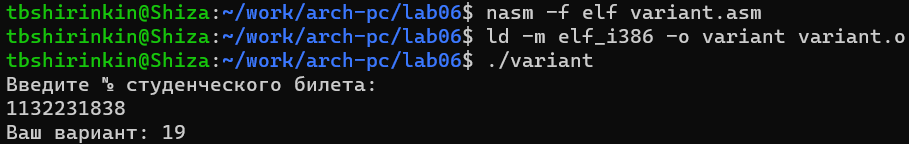 tbshirinkin@Shiza:~/work/arch-pc/lab06$ nasm -f elf variant.asm
tbshirinkin@Shiza:~/work/arch-pc/lab06$ ld -m elf_i386 -o variant variant.o
tbshirinkin@Shiza:~/work/arch-pc/lab06$ ./variant
Введите № студенческого билета:
1132231838
Ваш вариант: 19